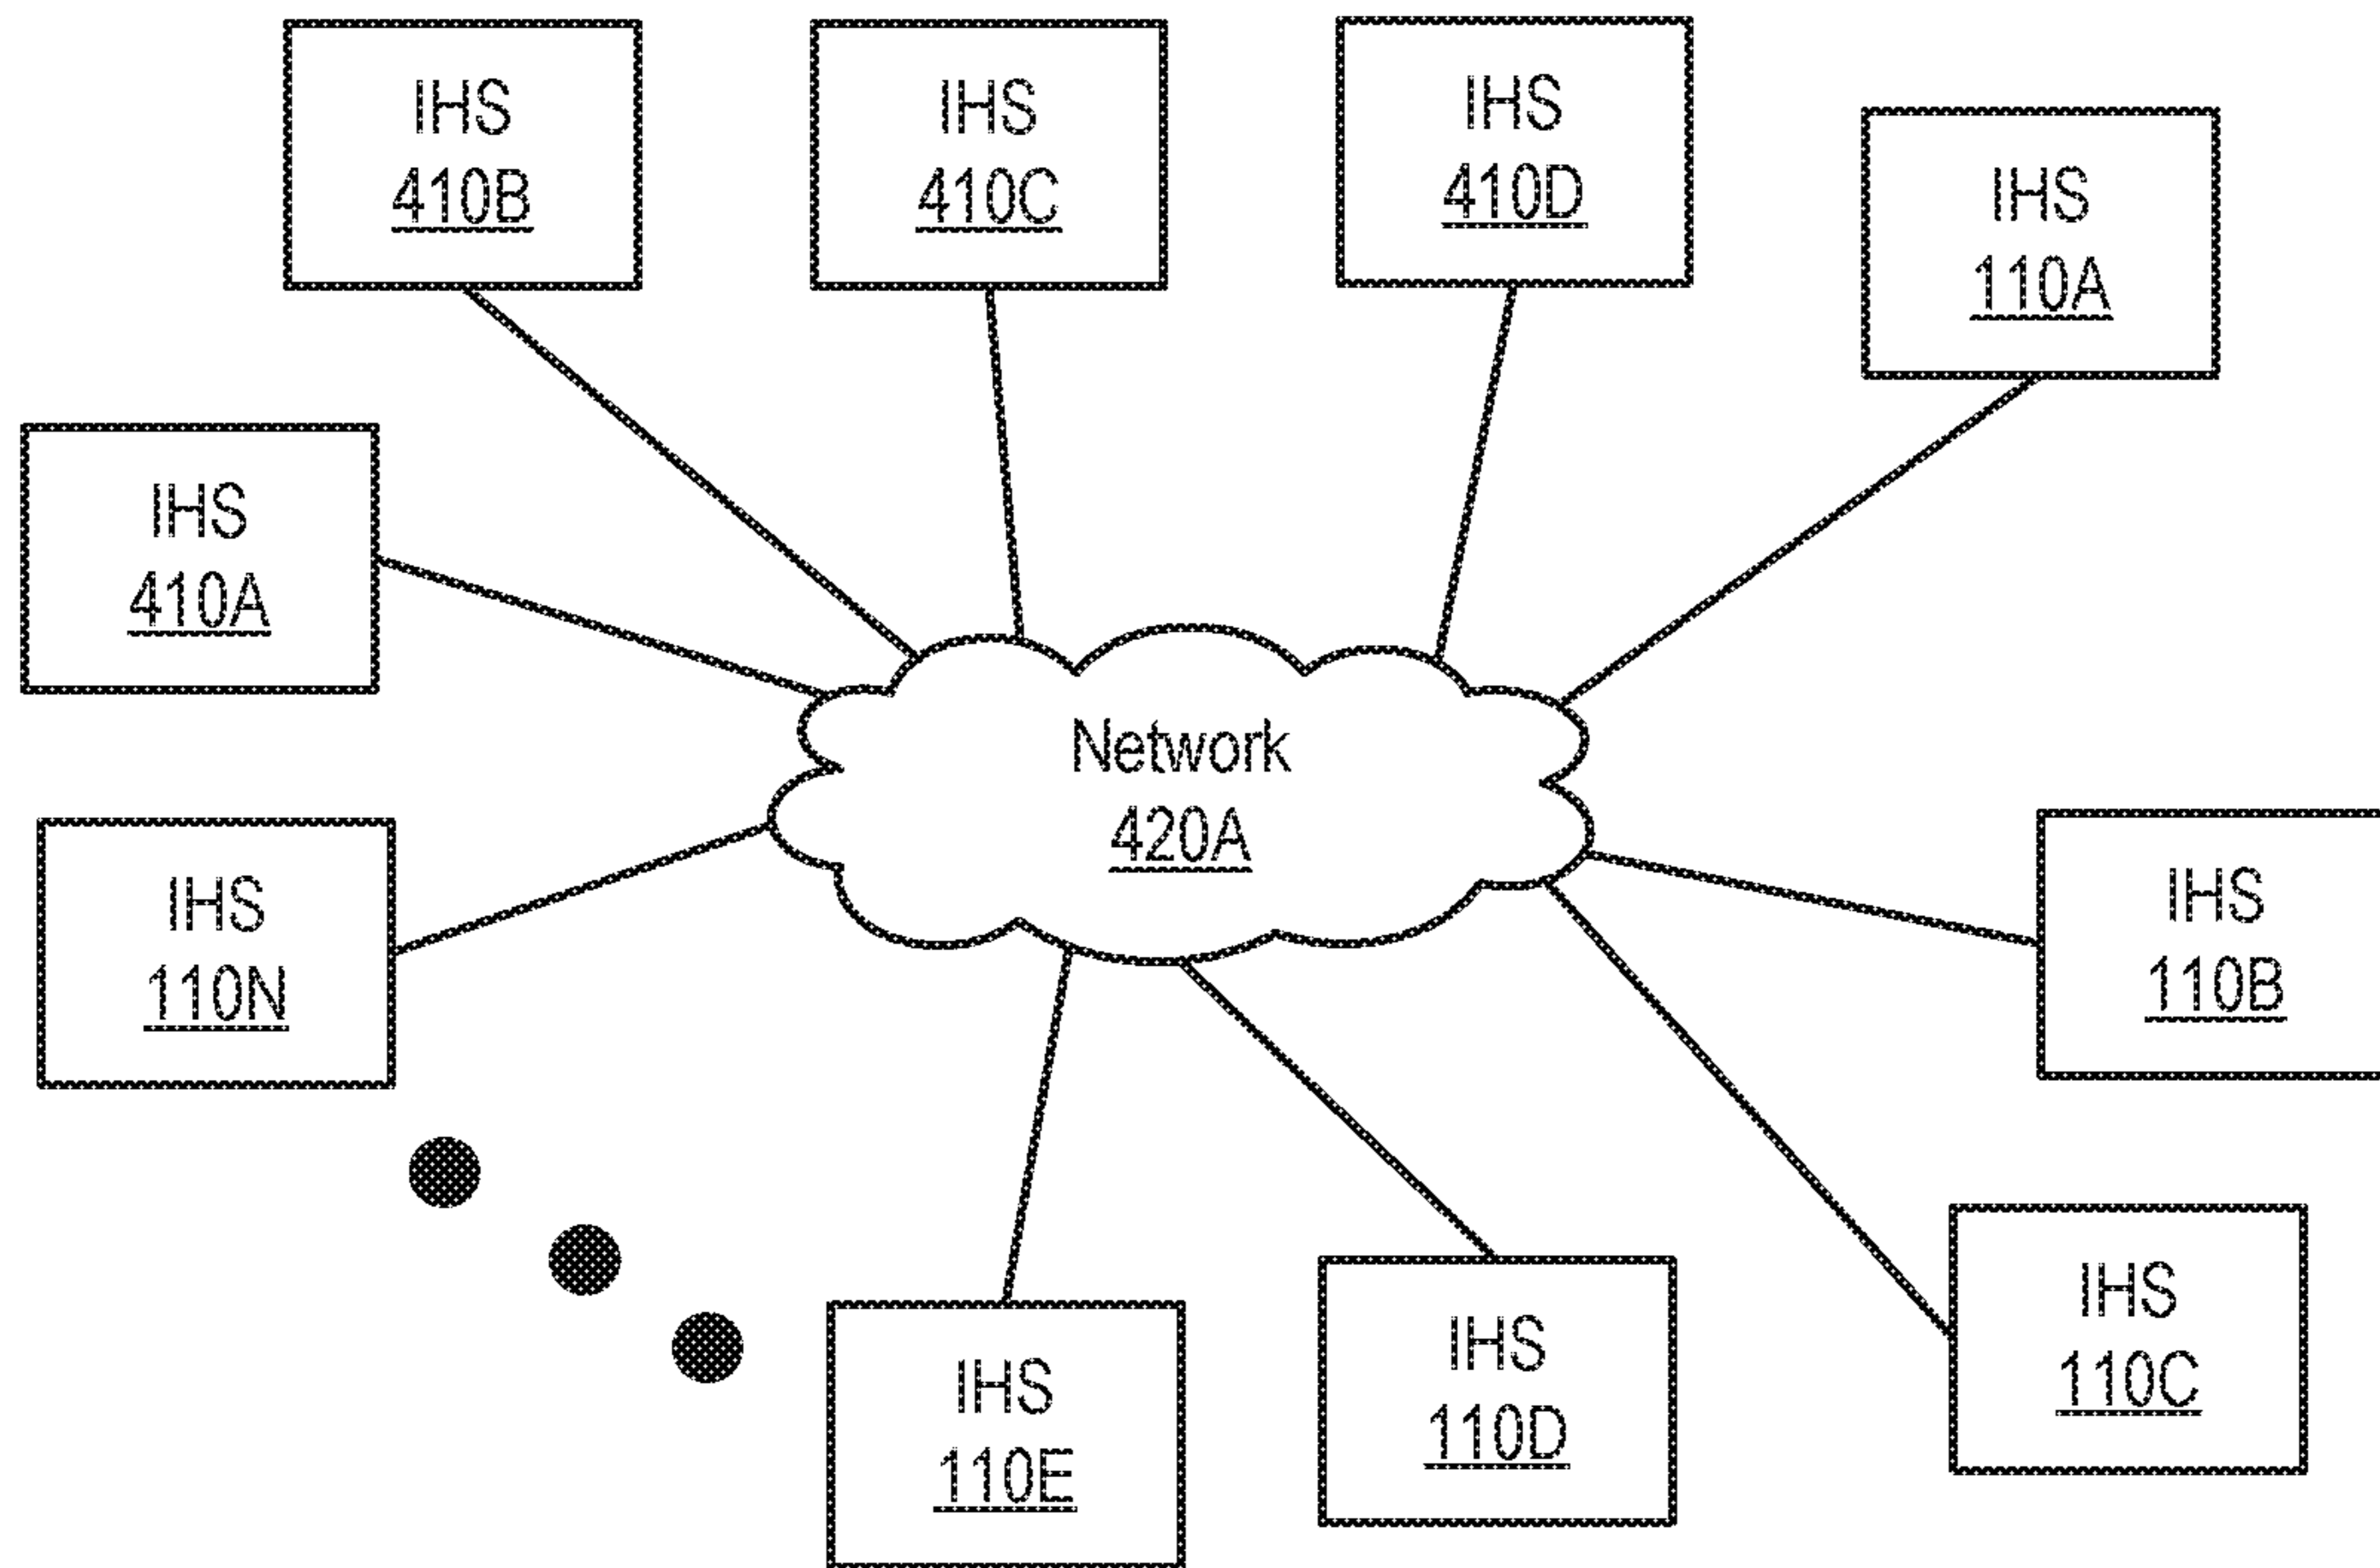 IHS
410B
IHS
410C
IHS
410D
IHS
110A
IHS
410A
Network
420A
IHS
110N
IHS
110B
IHS
110E
IHS
110D
IHS
110C